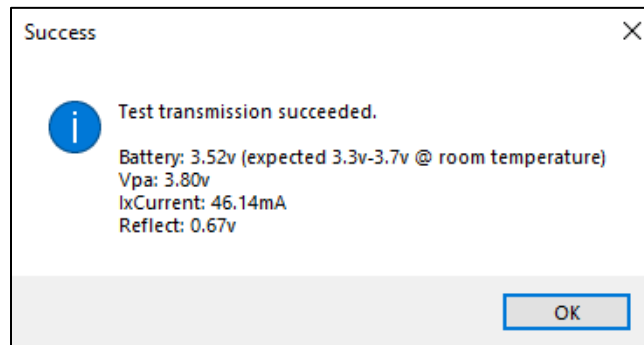 Success
Test transmission succeeded.
Battery: 3.52v (expected 3.3v-3.7v @ room temperature)
Vpa: 3.80v
IxCurrent: 46.14mA
Reflect: 0.67v
OK